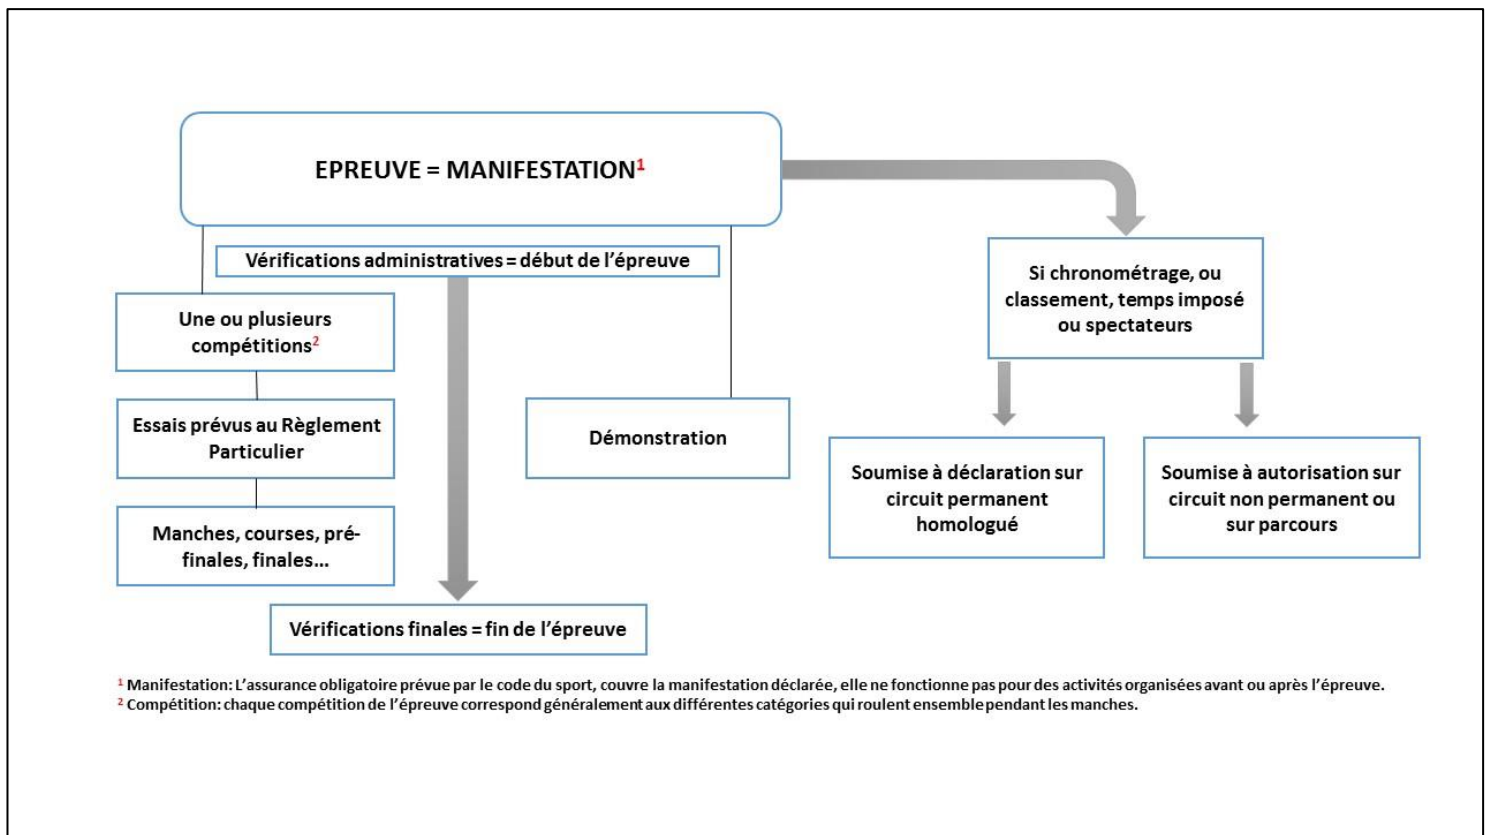 EPREUVE = MANIFESTATION¹
Vérifications administratives = début de l’épreuve
Une ou plusieurs
compétitions²
Essais prévus au Règlement
Particulier
Manches, courses, pré-
finales, finales...
Démonstration
Vérifications finales = fin de l’épreuve
Si chronométrage, ou
classement, temps imposé
ou spectateurs
Soumise à déclaration sur
circuit permanent
homologué
Soumise à autorisation sur
circuit non permanent ou
sur parcours
¹ Manifestation: L’assurance obligatoire prévue par le code du sport, couvre la manifestation déclarée, elle ne fonctionne pas pour des activités organisées avant ou après l’épreuve.
² Compétition: chaque compétition de l’épreuve correspond généralement aux différentes catégories qui roulent ensemble pendant les manches.